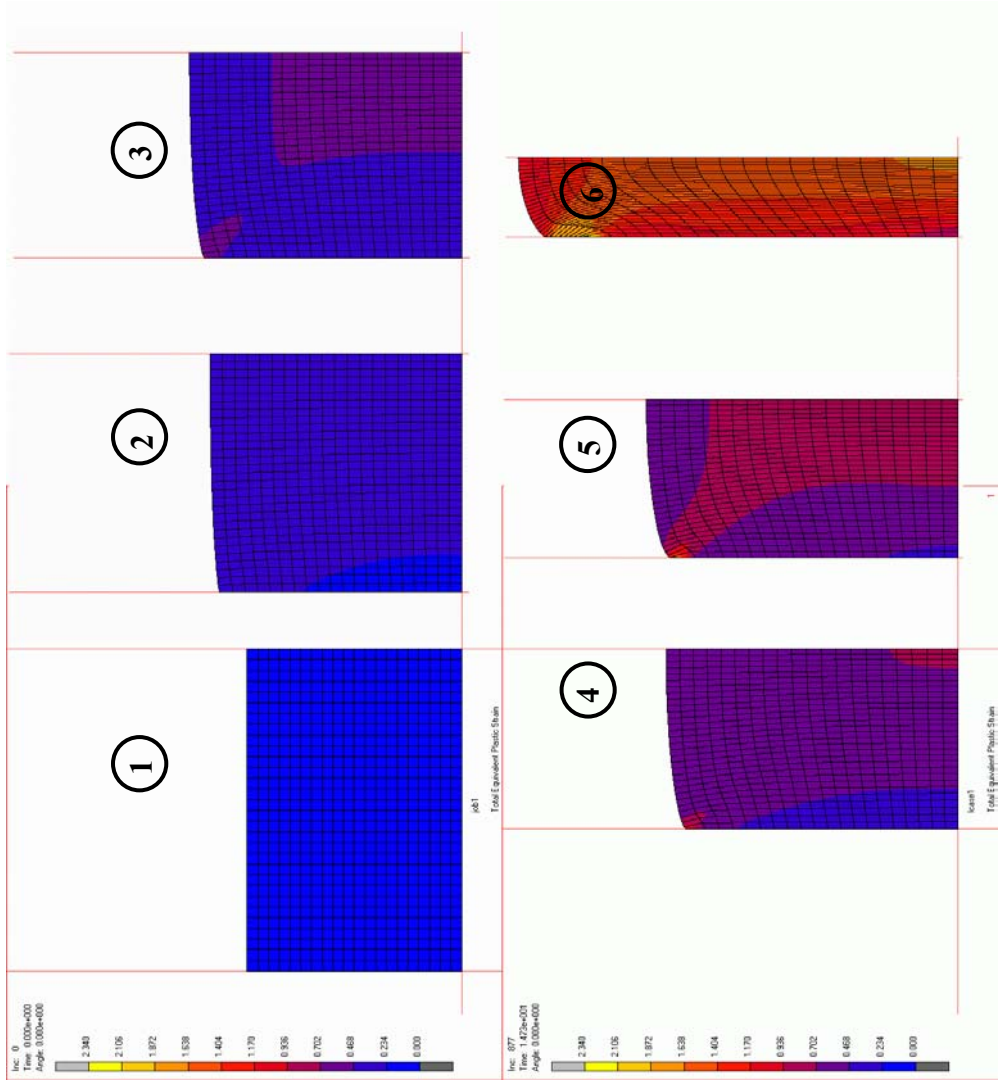 Inc: 0
Time: 0.000e+000
Angle: 0.000e+000
2.340
2.106
1.872
1.638
1.404
1.170
0.936
0.702
0.468
0.234
0.000
1
2
3
job1
Total Equivalent Plastic Strain
Inc: 877
Time: 1.423e+001
Angle: 0.000e+000
2.340
2.106
1.872
1.638
1.404
1.170
0.936
0.702
0.468
0.234
0.000
4
5
6
lcase1
Total Equivalent Plastic Strain
1